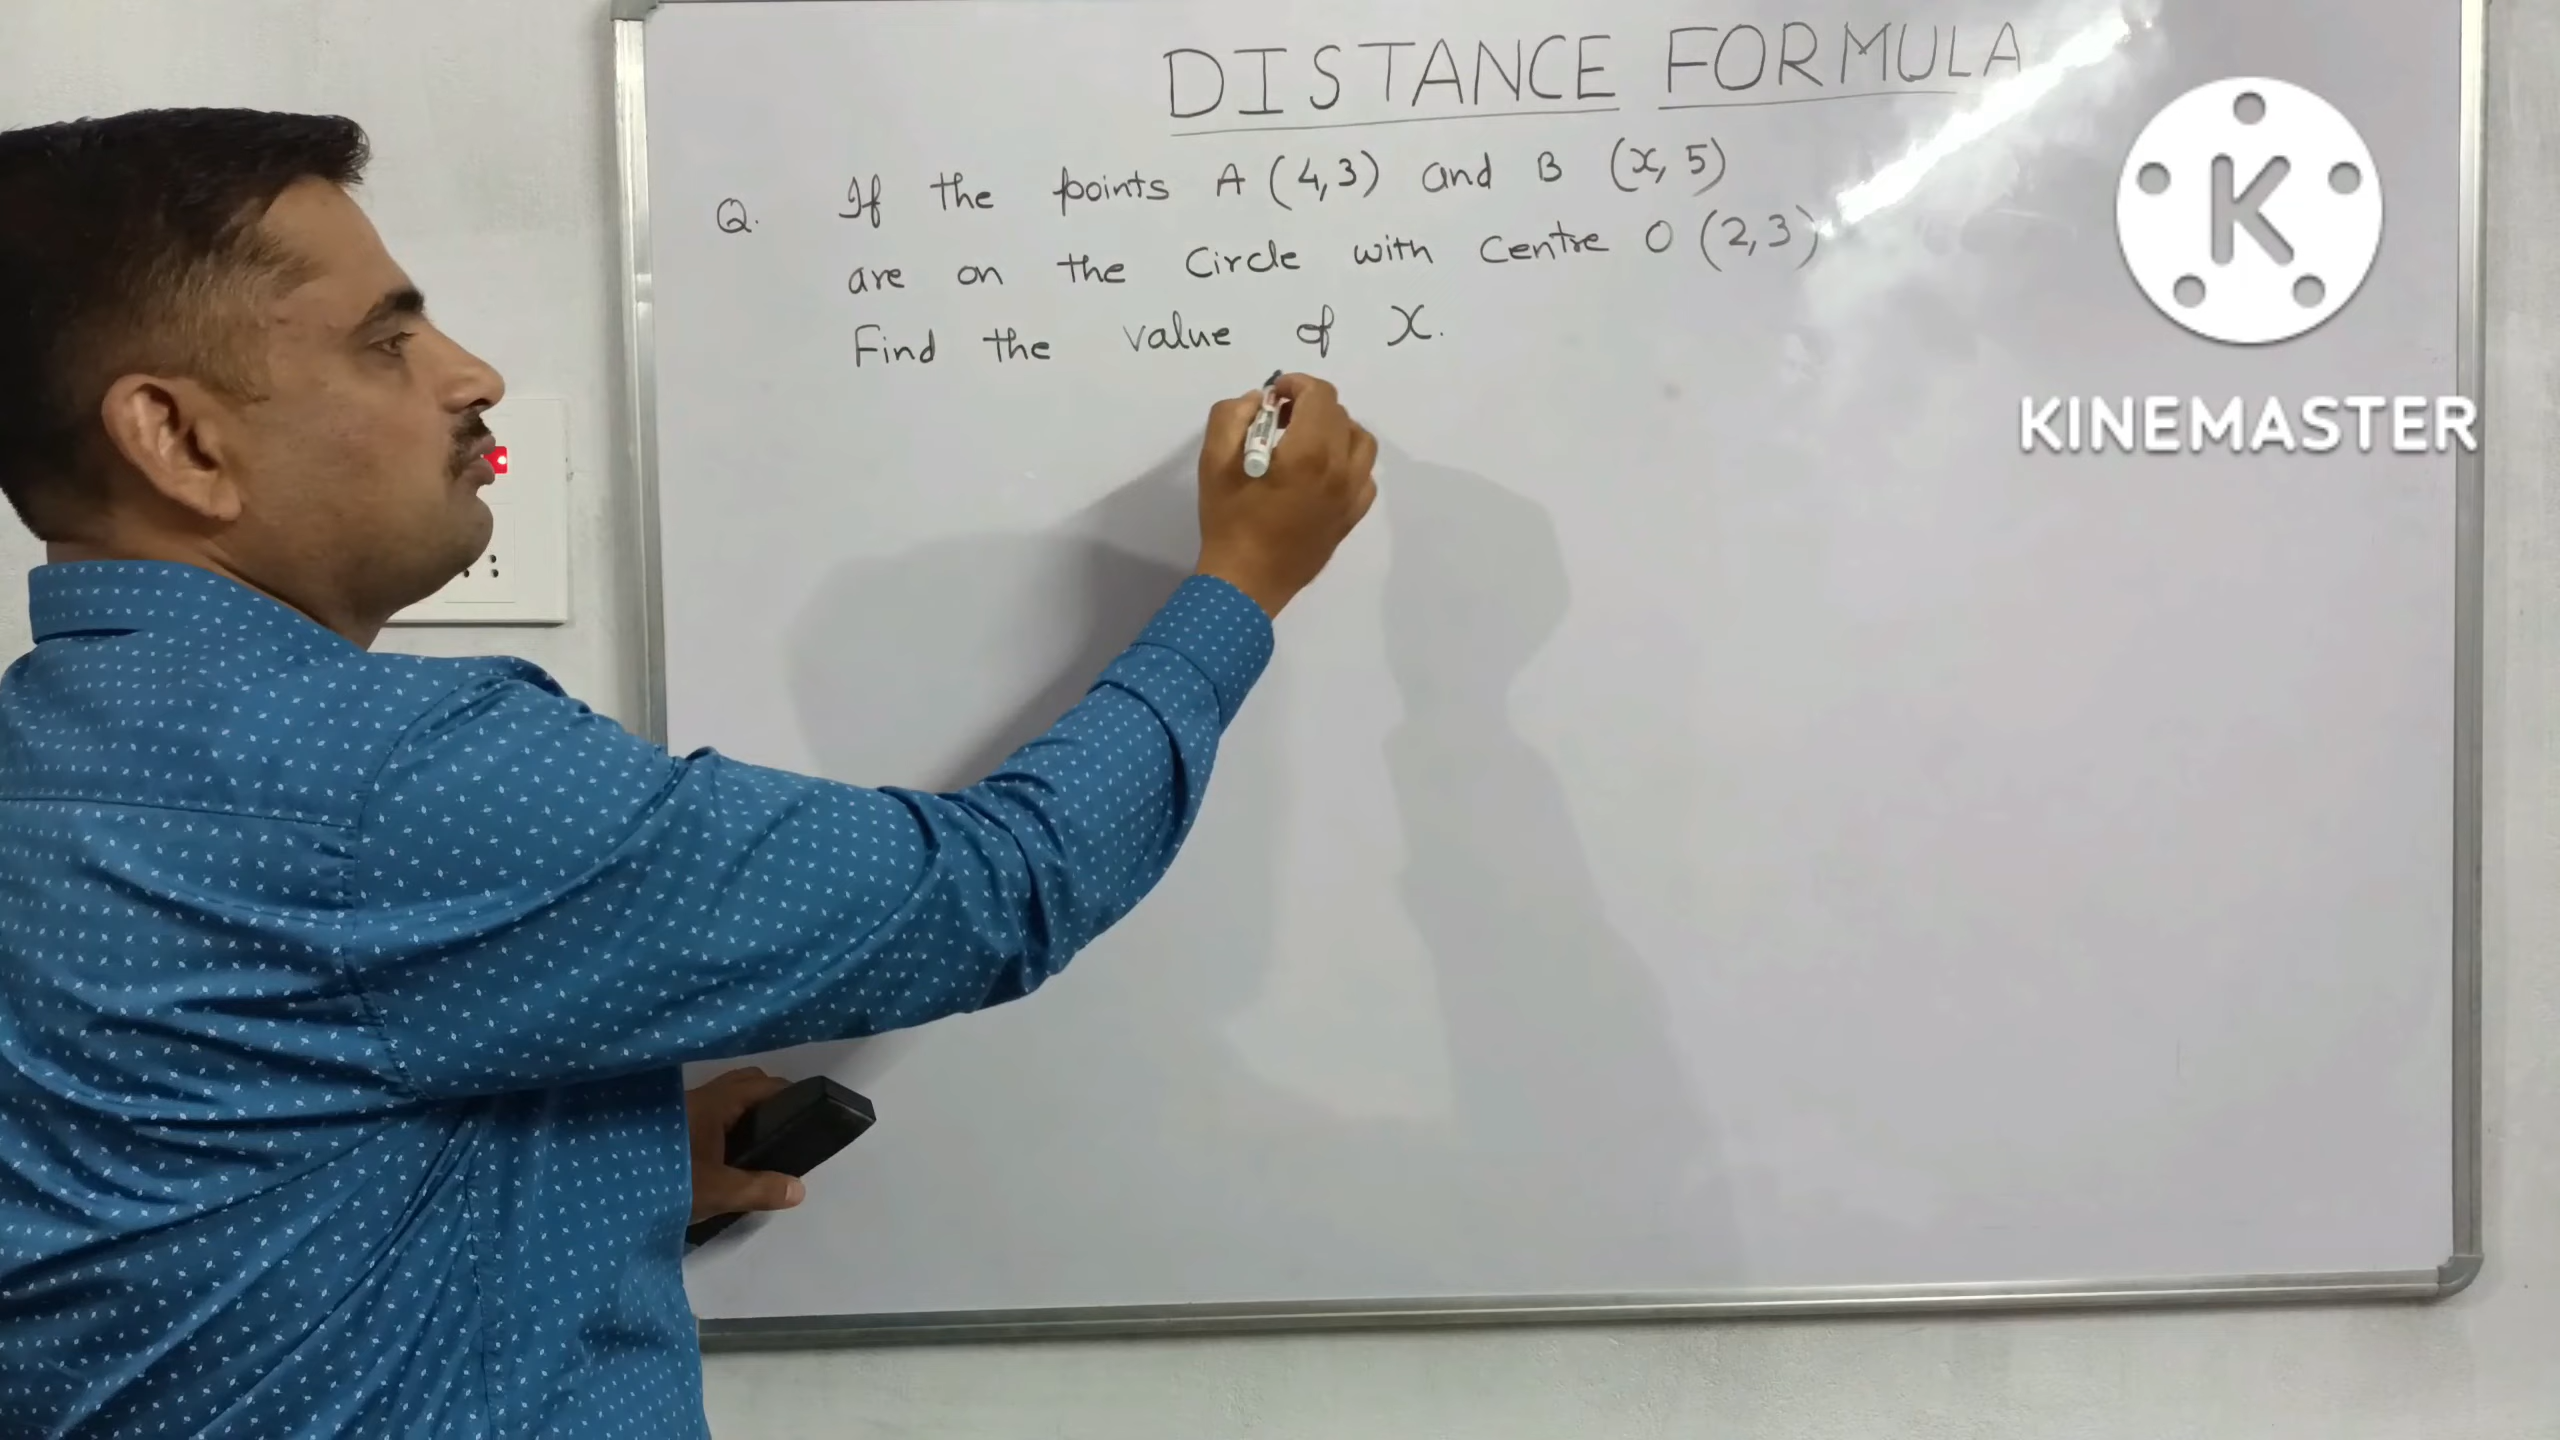 DISTANCE FORMULA
Q. If the points A (4,3) and B (x, 5)
are on the Circle with Centre O (2,3)
Find the value of X.
K
KINEMASTER